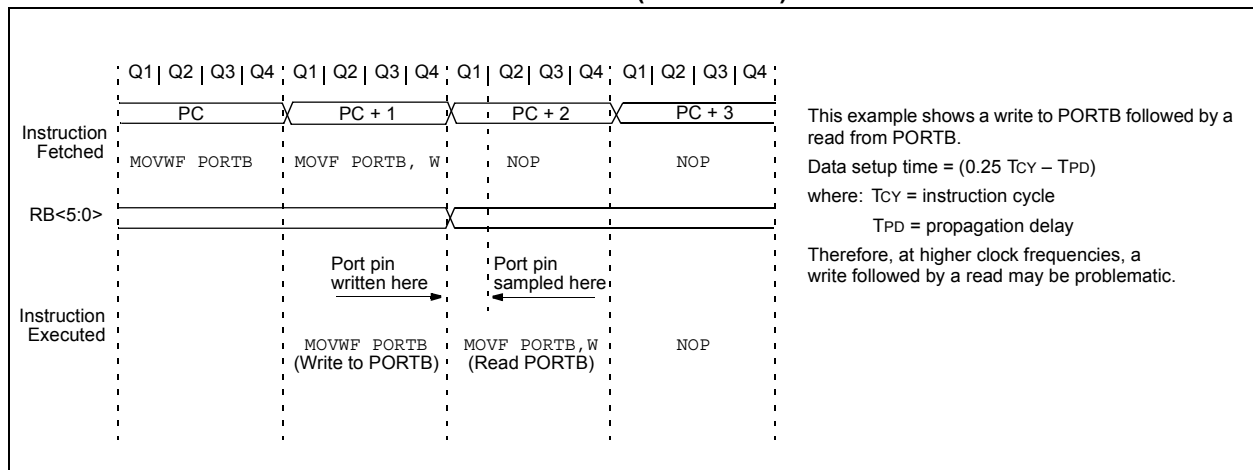 Q1 | Q2 | Q3 | Q4 Q1 | Q2 | Q3 | Q4 Q1 | Q2 | Q3 | Q4 Q1 | Q2 | Q3 | Q4
PC PC + 1 PC + 2 PC + 3
Instruction
Fetched
MOVWF PORTB MOVF PORTB, W NOP NOP
RB<5:0>
Port pin
written here
Port pin
sampled here
Instruction
Executed
MOVWF PORTB
(Write to PORTB)
MOVF PORTB,W
(Read PORTB)
NOP
This example shows a write to PORTB followed by a
read from PORTB.
Data setup time = (0.25 TCY – TPD)
where: TCY = instruction cycle
TPD = propagation delay
Therefore, at higher clock frequencies, a
write followed by a read may be problematic.